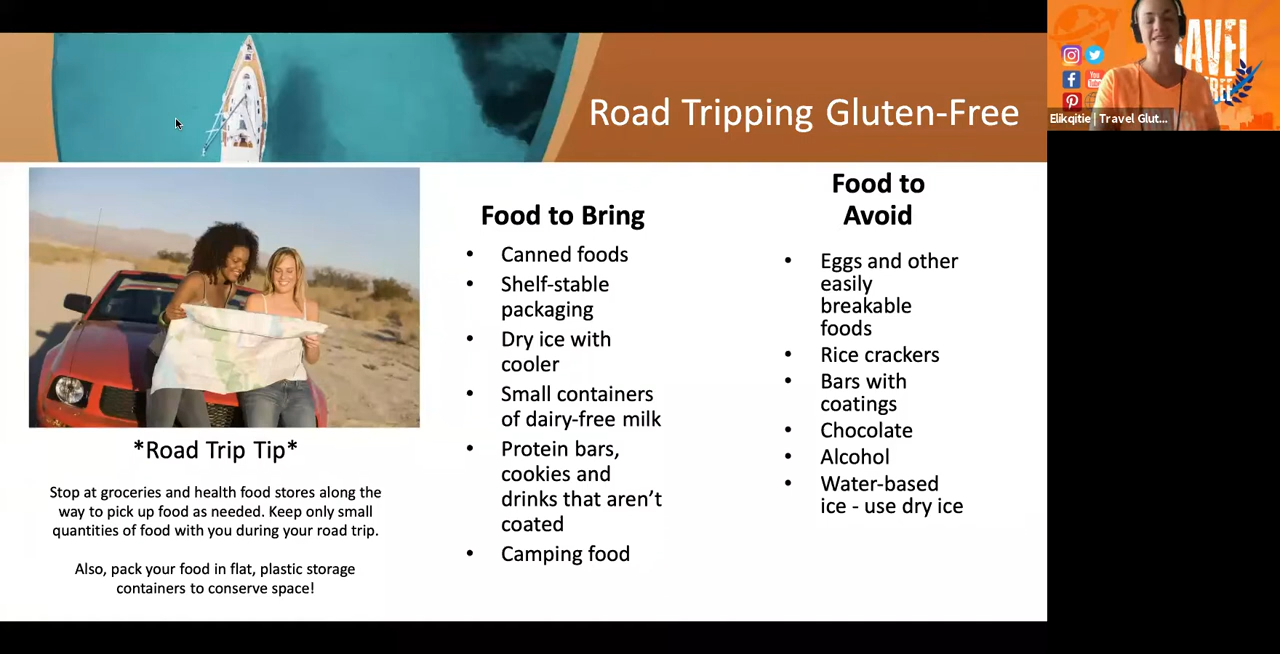 Road Tripping Gluten-Free
AVEL
Elikqitie | Travel Glut...
*Road Trip Tip*
Stop at groceries and health food stores along the
way to pick up food as needed. Keep only small
quantities of food with you during your road trip.
Also, pack your food in flat, plastic storage
containers to conserve space!
Food to Bring
• Canned foods
• Shelf-stable
packaging
• Dry ice with
cooler
• Small containers
of dairy-free milk
• Protein bars,
cookies and
drinks that aren’t
coated
• Camping food
Food to
Avoid
• Eggs and other
easily
breakable
foods
• Rice crackers
• Bars with
coatings
• Chocolate
• Alcohol
• Water-based
ice - use dry ice